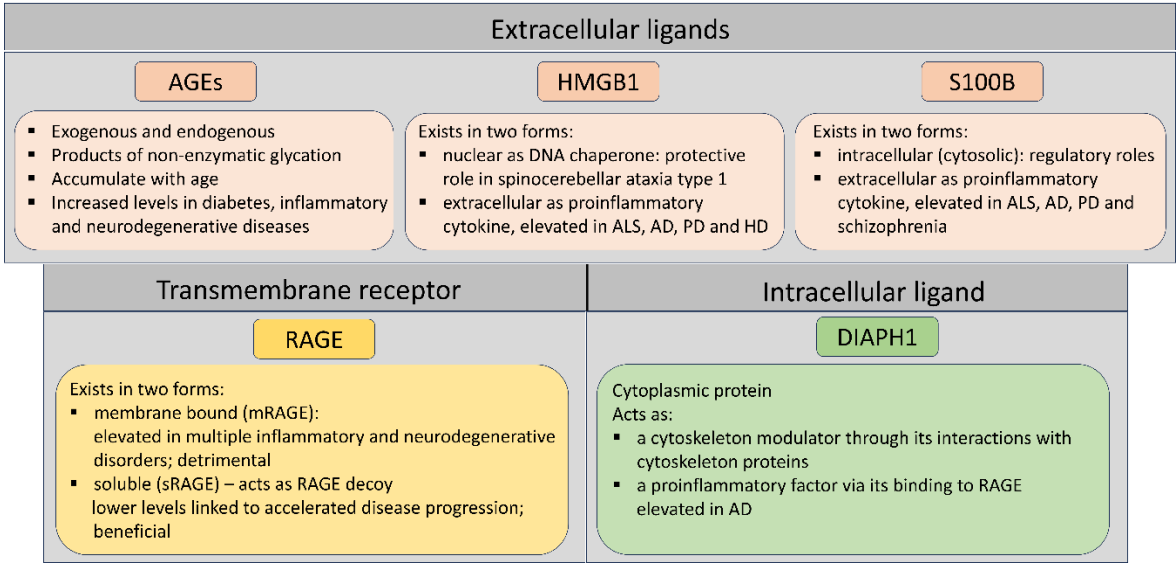 Extracellular ligands
AGEs
▪ Exogenous and endogenous
▪ Products of non-enzymatic glycation
▪ Accumulate with age
▪ Increased levels in diabetes, inflammatory
and neurodegenerative diseases
HMGB1
Exists in two forms:
▪ nuclear as DNA chaperone: protective
role in spinocerebellar ataxia type 1
▪ extracellular as proinflammatory
cytokine, elevated in ALS, AD, PD and HD
S100B
Exists in two forms:
▪ intracellular (cytosolic): regulatory roles
▪ extracellular as proinflammatory
cytokine, elevated in ALS, AD, PD and
schizophrenia
Transmembrane receptor
RAGE
Exists in two forms:
▪ membrane bound (mRAGE):
elevated in multiple inflammatory and neurodegenerative
disorders; detrimental
▪ soluble (sRAGE) – acts as RAGE decoy
lower levels linked to accelerated disease progression;
beneficial
Intracellular ligand
DIAPH1
Cytoplasmic protein
Acts as:
▪ a cytoskeleton modulator through its interactions with
cytoskeleton proteins
▪ a proinflammatory factor via its binding to RAGE
elevated in AD